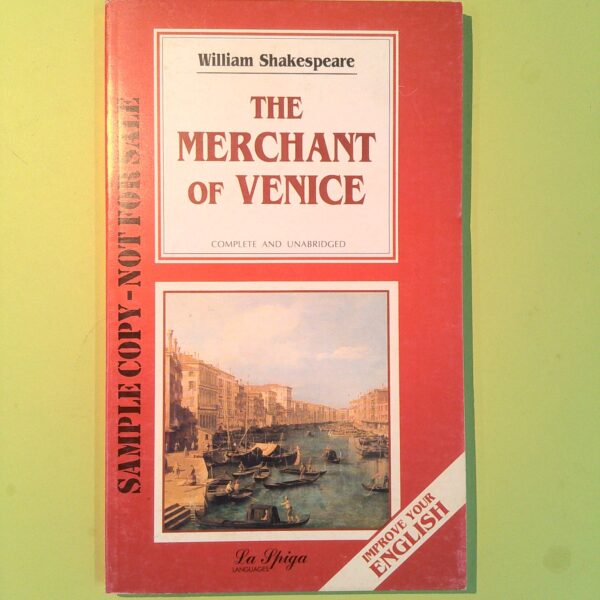 William Shakespeare
THE
MERCHANT
OF VENICE
COMPLETE AND UNABRIDGED
SAMPLE COPY - NOT FOR SALE
La Spiga
LANGUAGES
IMPROVE YOUR
ENGLISH